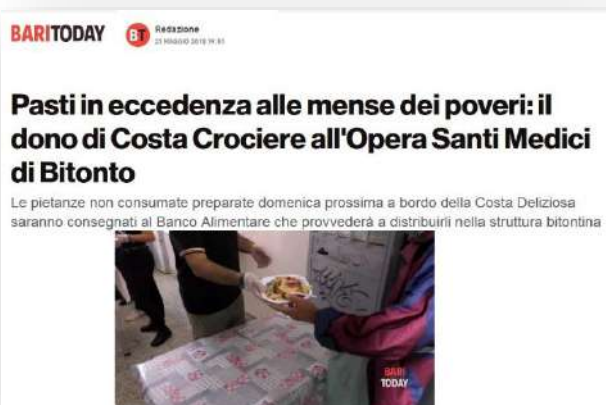 BARITODAY
BT
Redazione
Pasti in eccedenza alle mense dei poveri: il
dono di Costa Crociere all'Opera Santi Medici
di Bitonto
Le pietanze non consumate preparate domenica prossima a bordo della Costa Deliziosa
saranno consegnati al Banco Alimentare che provvederà a distribuirli nella struttura bitontina
BARI
TODAY